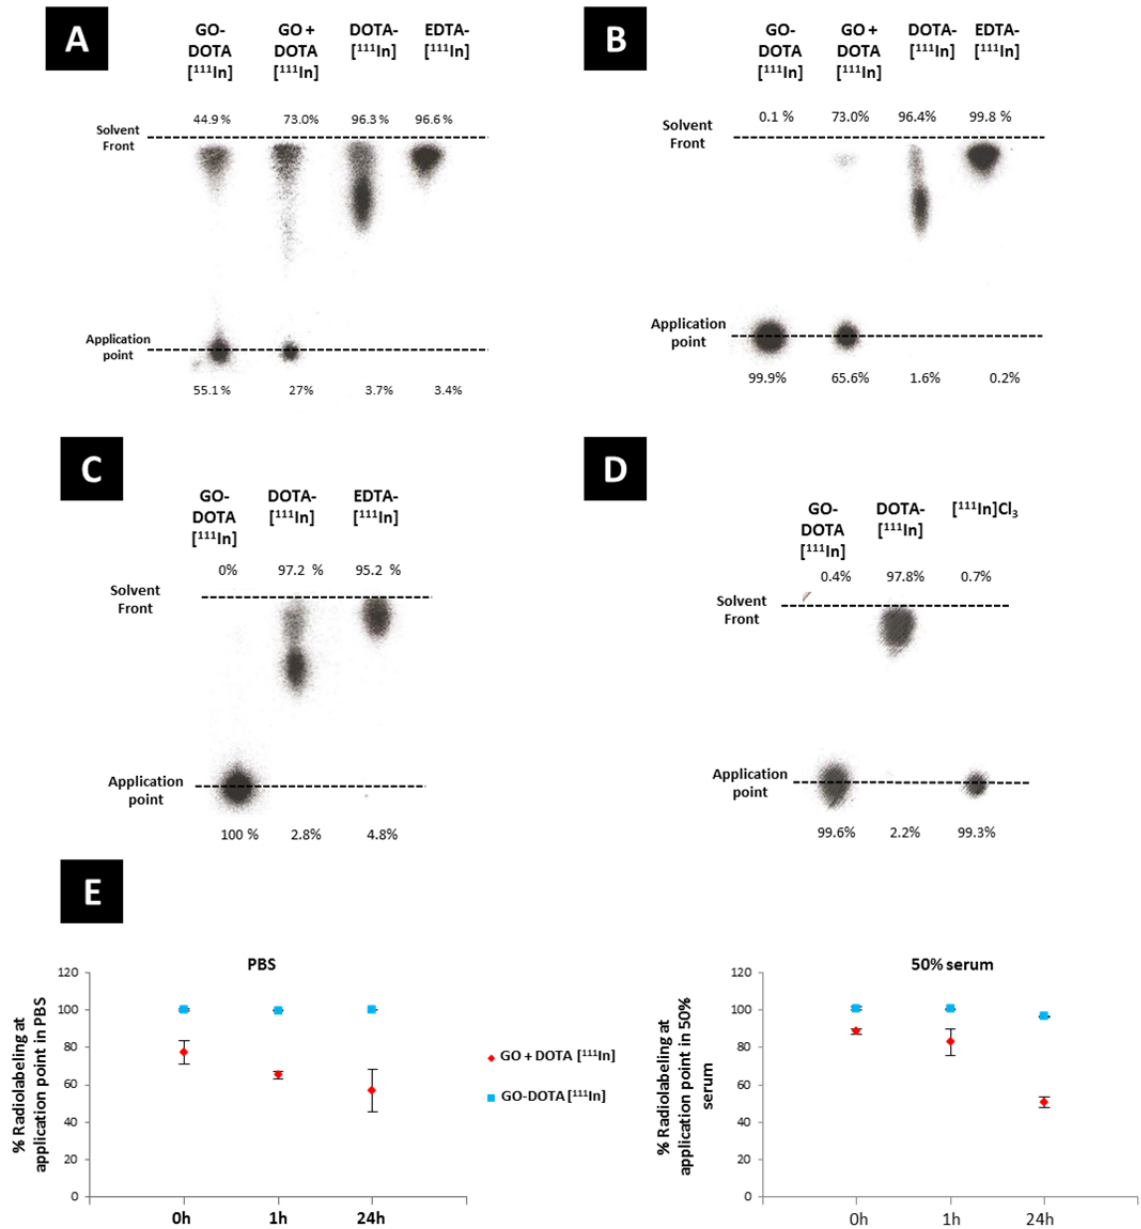 A
GO-
DOTA
[¹¹¹In]
GO +
DOTA
[¹¹¹In]
DOTA-
[¹¹¹In]
EDTA-
[¹¹¹In]
44.9 % 73.0% 96.3 % 96.6 %
Solvent
Front
Application
point
55.1 % 27% 3.7% 3.4%
B
GO-
DOTA
[¹¹¹In]
GO +
DOTA
[¹¹¹In]
DOTA-
[¹¹¹In]
EDTA-
[¹¹¹In]
0.1 % 73.0% 96.4% 99.8 %
Solvent
Front
Application
point
99.9% 65.6% 1.6% 0.2%
C
GO-
DOTA
[¹¹¹In]
DOTA-
[¹¹¹In]
EDTA-
[¹¹¹In]
0% 97.2 % 95.2 %
Solvent
Front
Application
point
100 % 2.8% 4.8%
D
GO-
DOTA
[¹¹¹In]
DOTA-
[¹¹¹In]
[¹¹¹In]Cl₃
0.4% 97.8% 0.7%
Solvent
Front
Application
point
99.6% 2.2% 99.3%
E
PBS
% Radiolabeling at
application point in PBS
120
100
80
60
40
20
0
0h 1h 24h
GO + DOTA [¹¹¹In]
GO-DOTA [¹¹¹In]
50% serum
% Radiolabeling at
application point in 50%
serum
120
100
80
60
40
20
0
0h 1h 24h